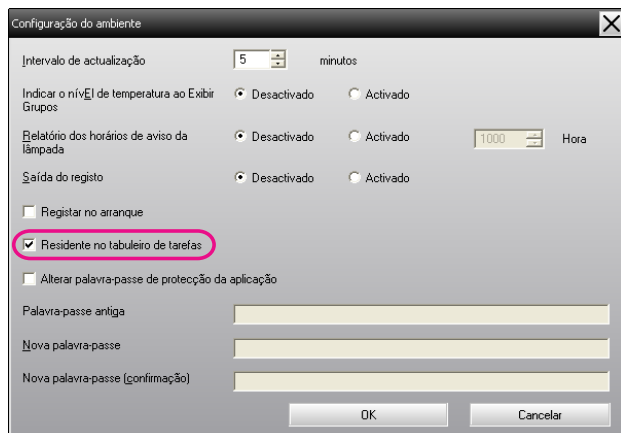 Configuração do ambiente
Intervalo de actualização 5 minutos
Indicar o nívEl de temperatura ao Exibir Grupos Desactivado Activado
Relatório dos horários de aviso da lâmpada Desactivado Activado 1000 Hora
Saída do registo Desactivado Activado
Registar no arranque
Residente no tabuleiro de tarefas
Alterar palavra-passe de protecção da aplicação
Palavra-passe antiga
Nova palavra-passe
Nova palavra-passe (confirmação)
OK Cancelar